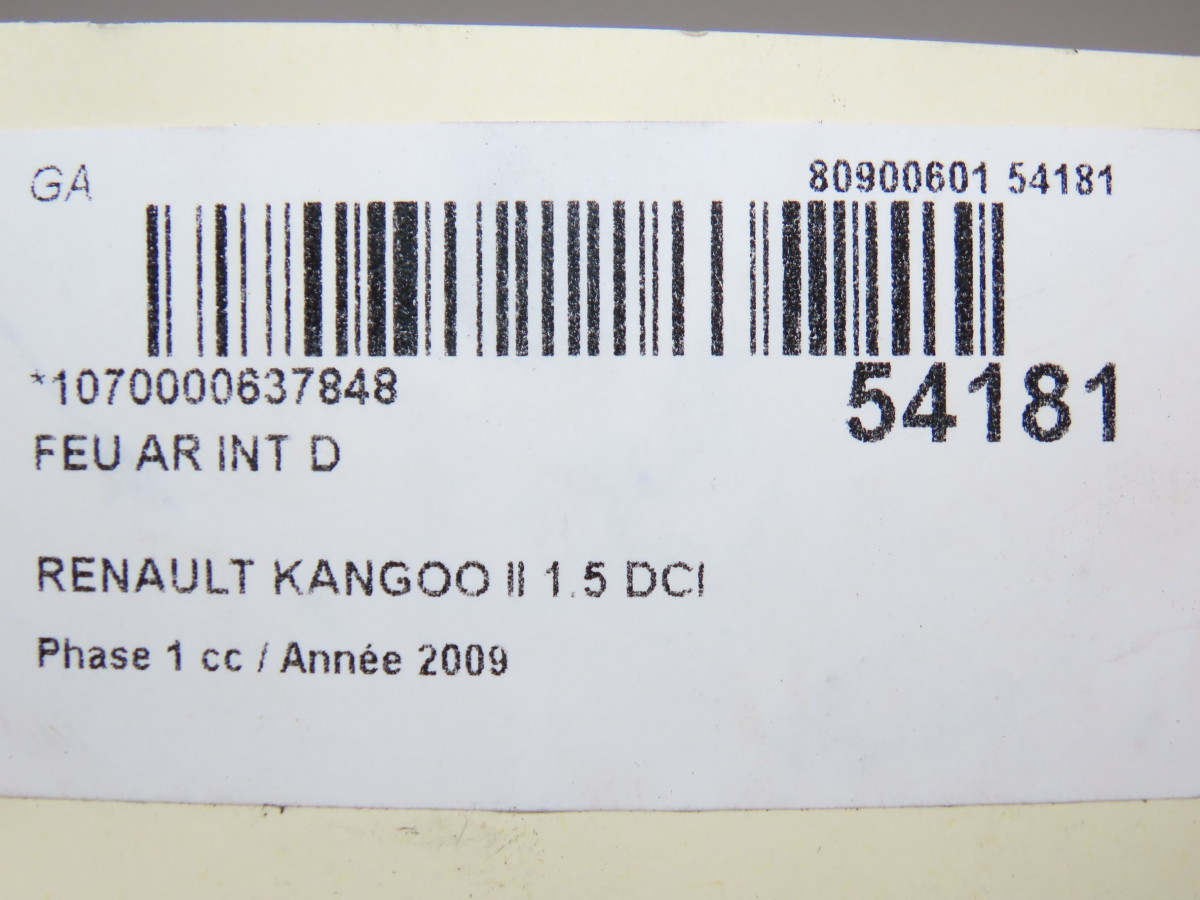 GA
80900601 54181
*1070000637848
54181
FEU AR INT D
RENAULT KANGOO II 1.5 DCI
Phase 1 cc / Année 2009